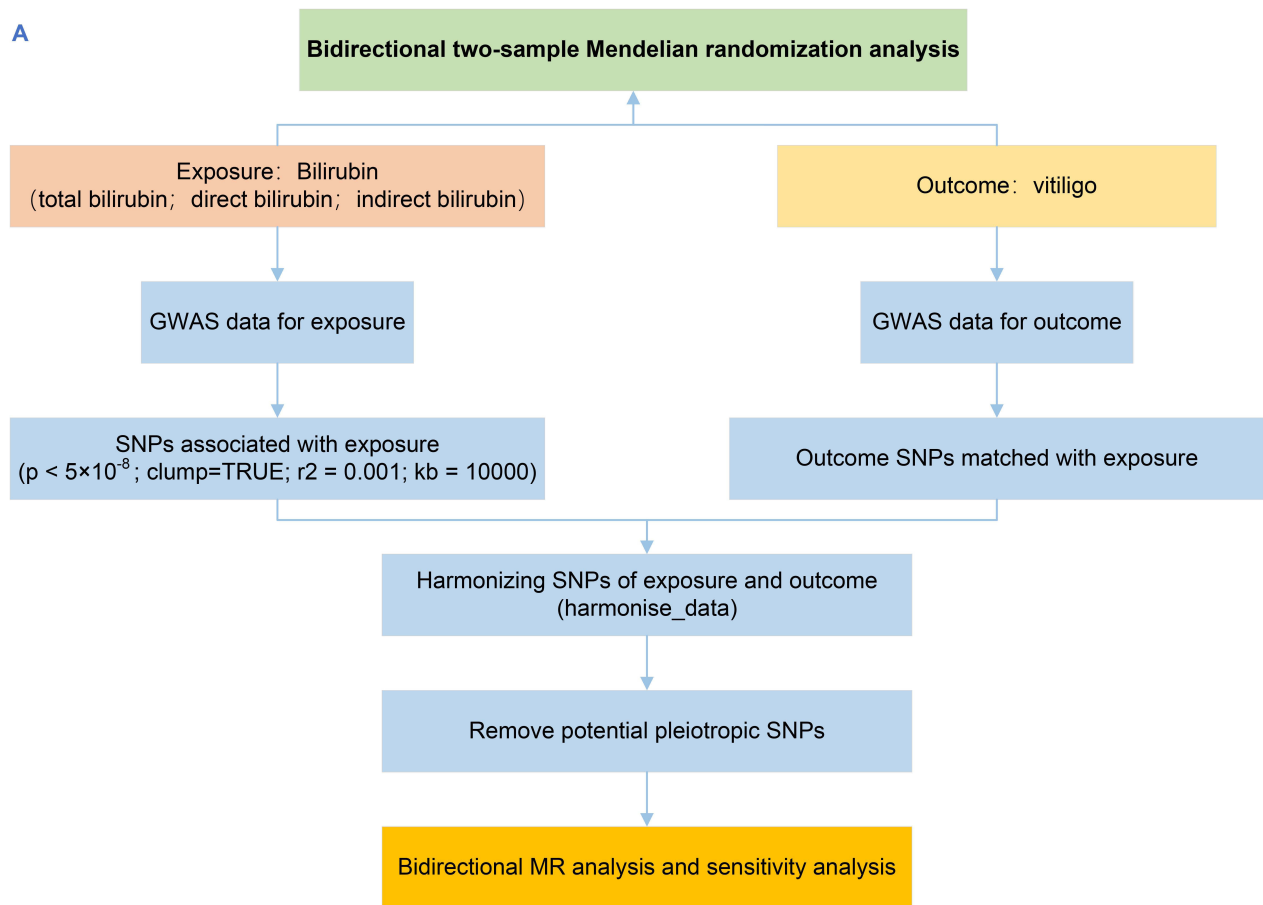 A
Bidirectional two-sample Mendelian randomization analysis
Exposure：Bilirubin
（total bilirubin；direct bilirubin；indirect bilirubin）
Outcome：vitiligo
GWAS data for exposure
GWAS data for outcome
SNPs associated with exposure
(p < 5×10⁻⁸ ; clump=TRUE; r2 = 0.001; kb = 10000)
Outcome SNPs matched with exposure
Harmonizing SNPs of exposure and outcome
(harmonise_data)
Remove potential pleiotropic SNPs
Bidirectional MR analysis and sensitivity analysis